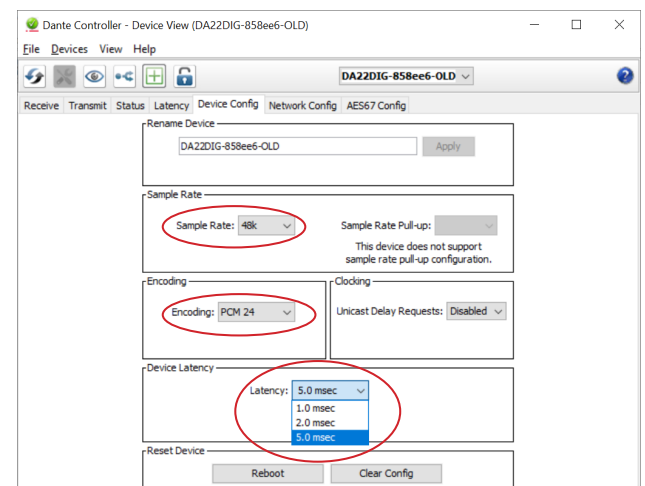 Dante Controller - Device View (DA22DIG-858ee6-OLD)
File Devices View Help
DA22DIG-858ee6-OLD
Receive Transmit Status Latency Device Config Network Config AES67 Config
Rename Device
DA22DIG-858ee6-OLD Apply
Sample Rate
Sample Rate: 48k Sample Rate Pull-up:
This device does not support
sample rate pull-up configuration.
Encoding Clocking
Encoding: PCM 24 Unicast Delay Requests: Disabled
Device Latency
Latency: 5.0 msec
1.0 msec
2.0 msec
5.0 msec
Reset Device
Reboot Clear Config